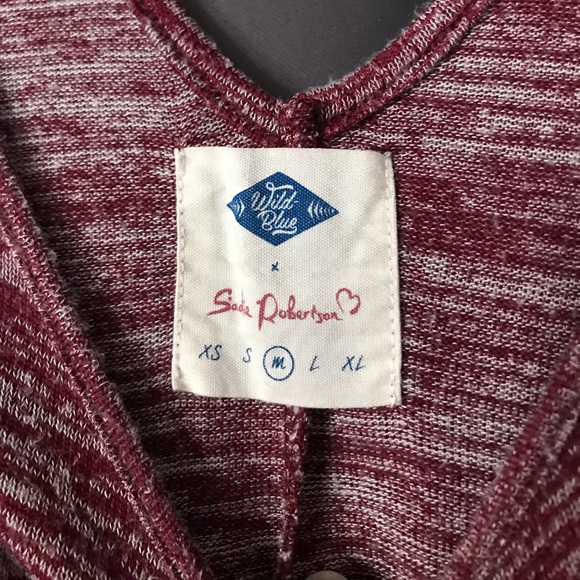 Wild
Blue
x
Sadie Robertson
XS S M L XL